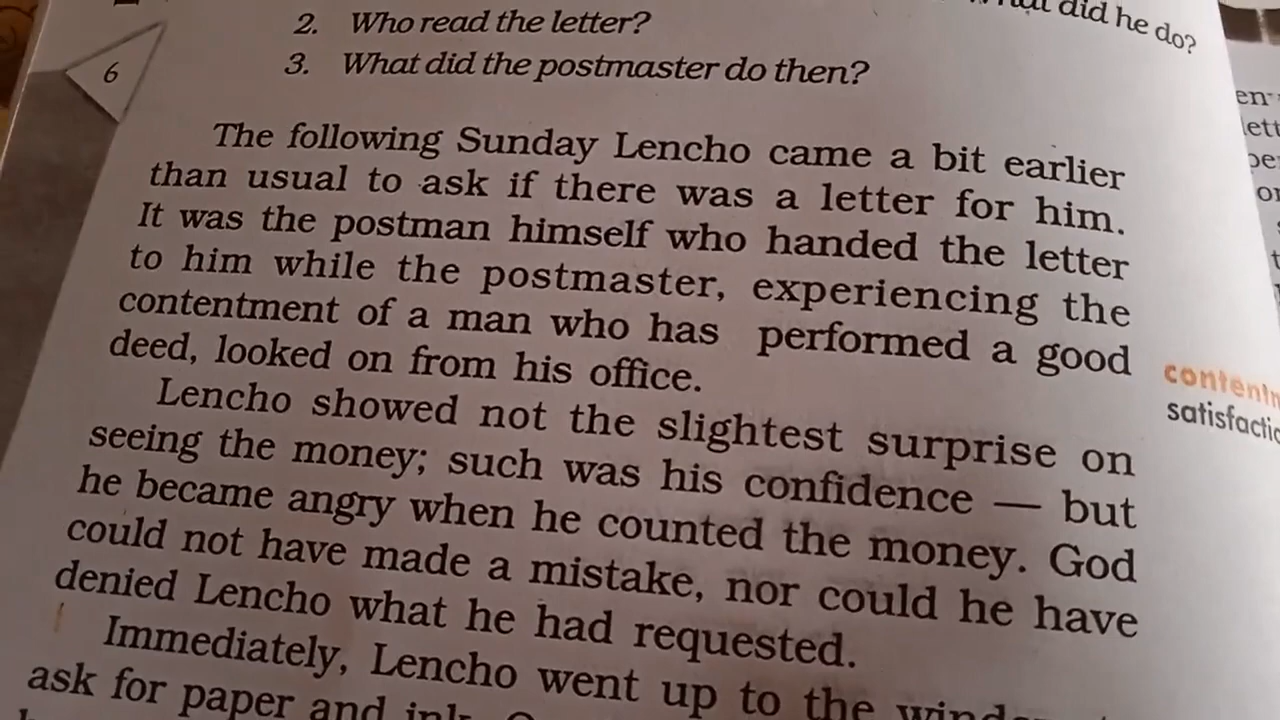 did he do?
2. Who read the letter?
3. What did the postmaster do then?
6
The following Sunday Lencho came a bit earlier
than usual to ask if there was a letter for him.
It was the postman himself who handed the letter
to him while the postmaster, experiencing the
contentment of a man who has performed a good
deed, looked on from his office.
Lencho showed not the slightest surprise on
seeing the money; such was his confidence — but
he became angry when he counted the money. God
could not have made a mistake, nor could he have
denied Lencho what he had requested.
Immediately, Lencho went up to the
ask for paper and